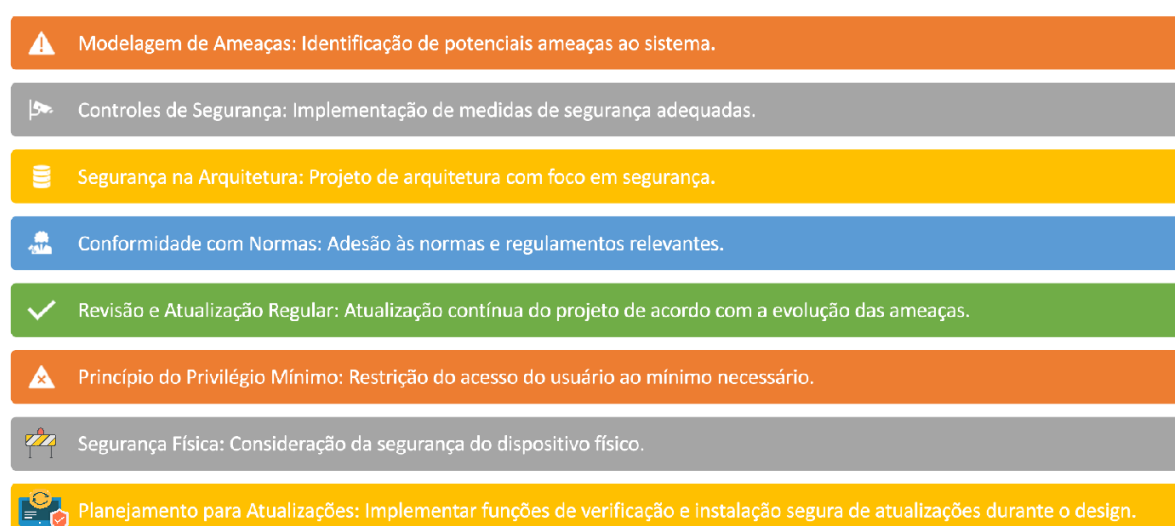 Modelagem de Ameaças: Identificação de potenciais ameaças ao sistema.
Controles de Segurança: Implementação de medidas de segurança adequadas.
Segurança na Arquitetura: Projeto de arquitetura com foco em segurança.
Conformidade com Normas: Adesão às normas e regulamentos relevantes.
Revisão e Atualização Regular: Atualização contínua do projeto de acordo com a evolução das ameaças.
Princípio do Privilégio Mínimo: Restrição do acesso do usuário ao mínimo necessário.
Segurança Física: Consideração da segurança do dispositivo físico.
Planejamento para Atualizações: Implementar funções de verificação e instalação segura de atualizações durante o design.